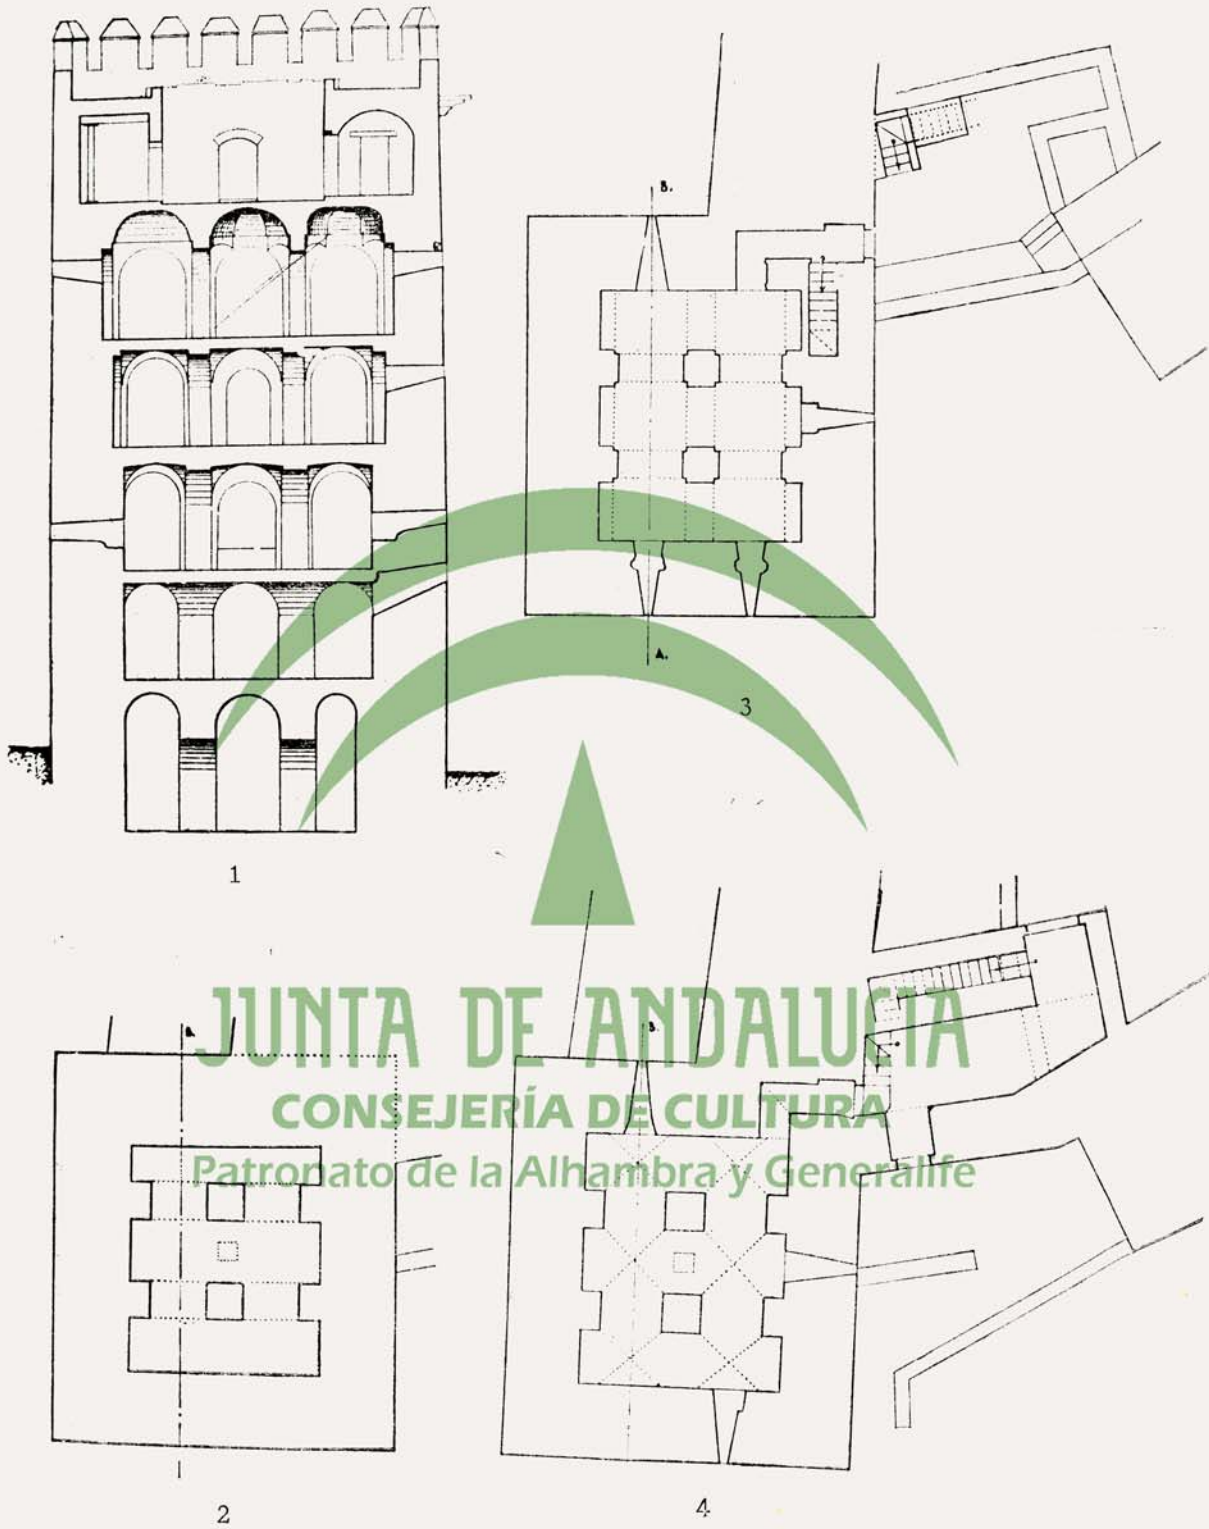 B.
A.
3
1
JUNTA DE ANDALUCIA
CONSEJERÍA DE CULTURA
Patronato de la Alhambra y Generalife
B.
B.
2
4